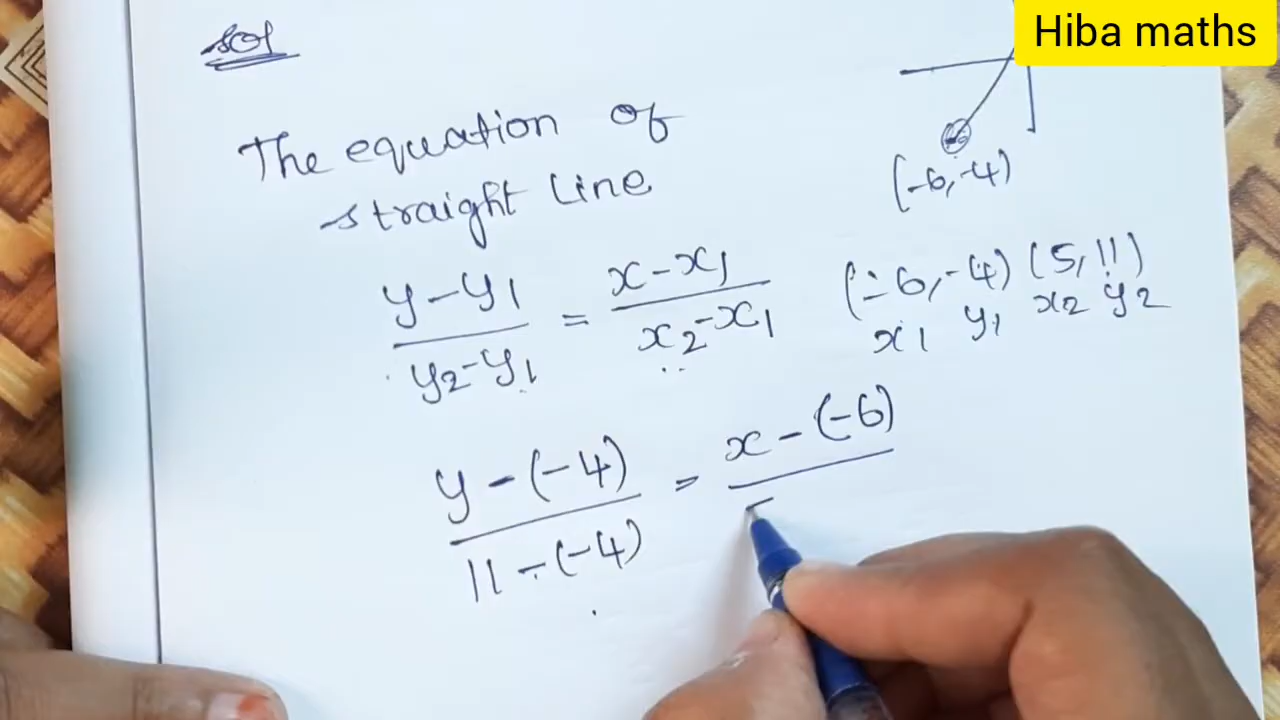 Hiba maths
Sol
The equation of
straight line
(-6,-4)
y-y₁/y₂-y₁ = x-x₁/x₂-x₁
(-6,-4) (5,11)
x₁ y₁ x₂ y₂
y-(-4)/11-(-4) = x-(-6)/